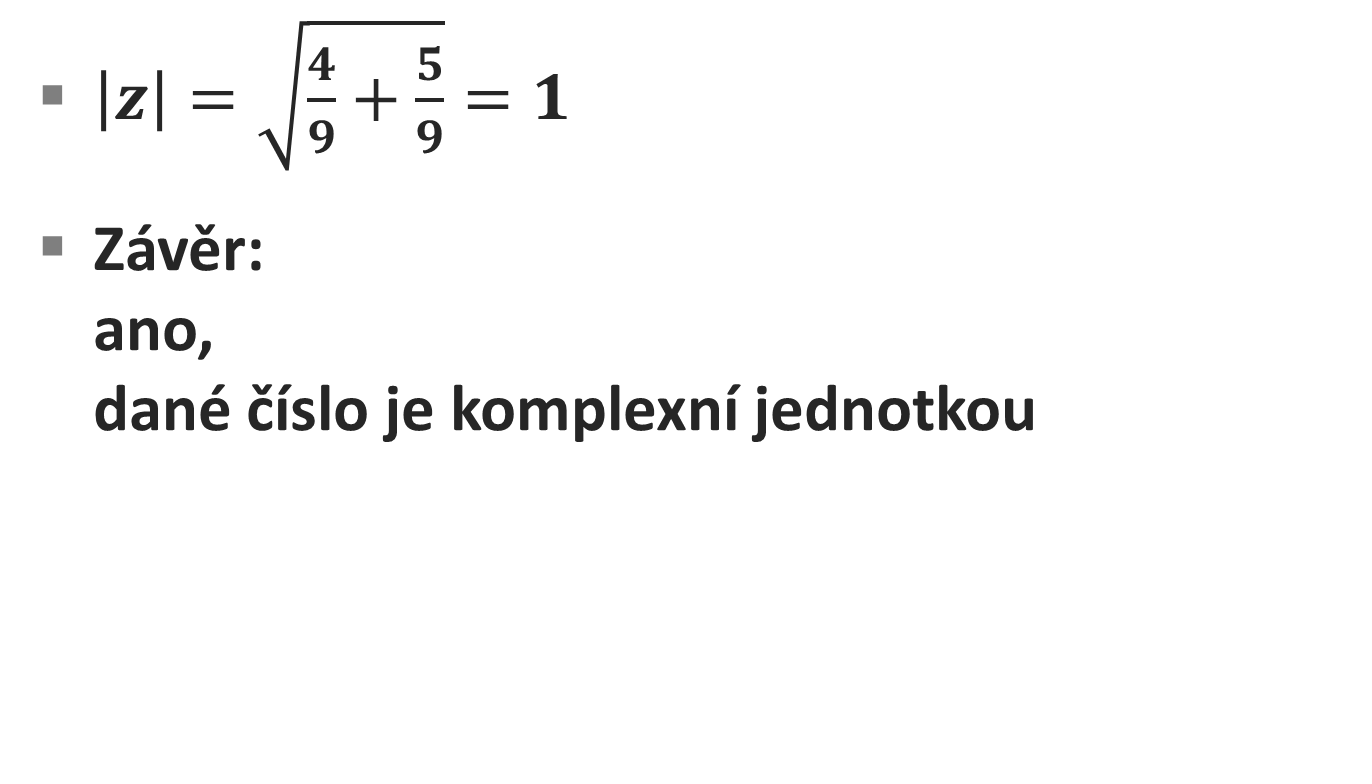 ▪ |z| = √(4/9 + 5/9) = 1
▪ Závěr:
ano,
dané číslo je komplexní jednotkou